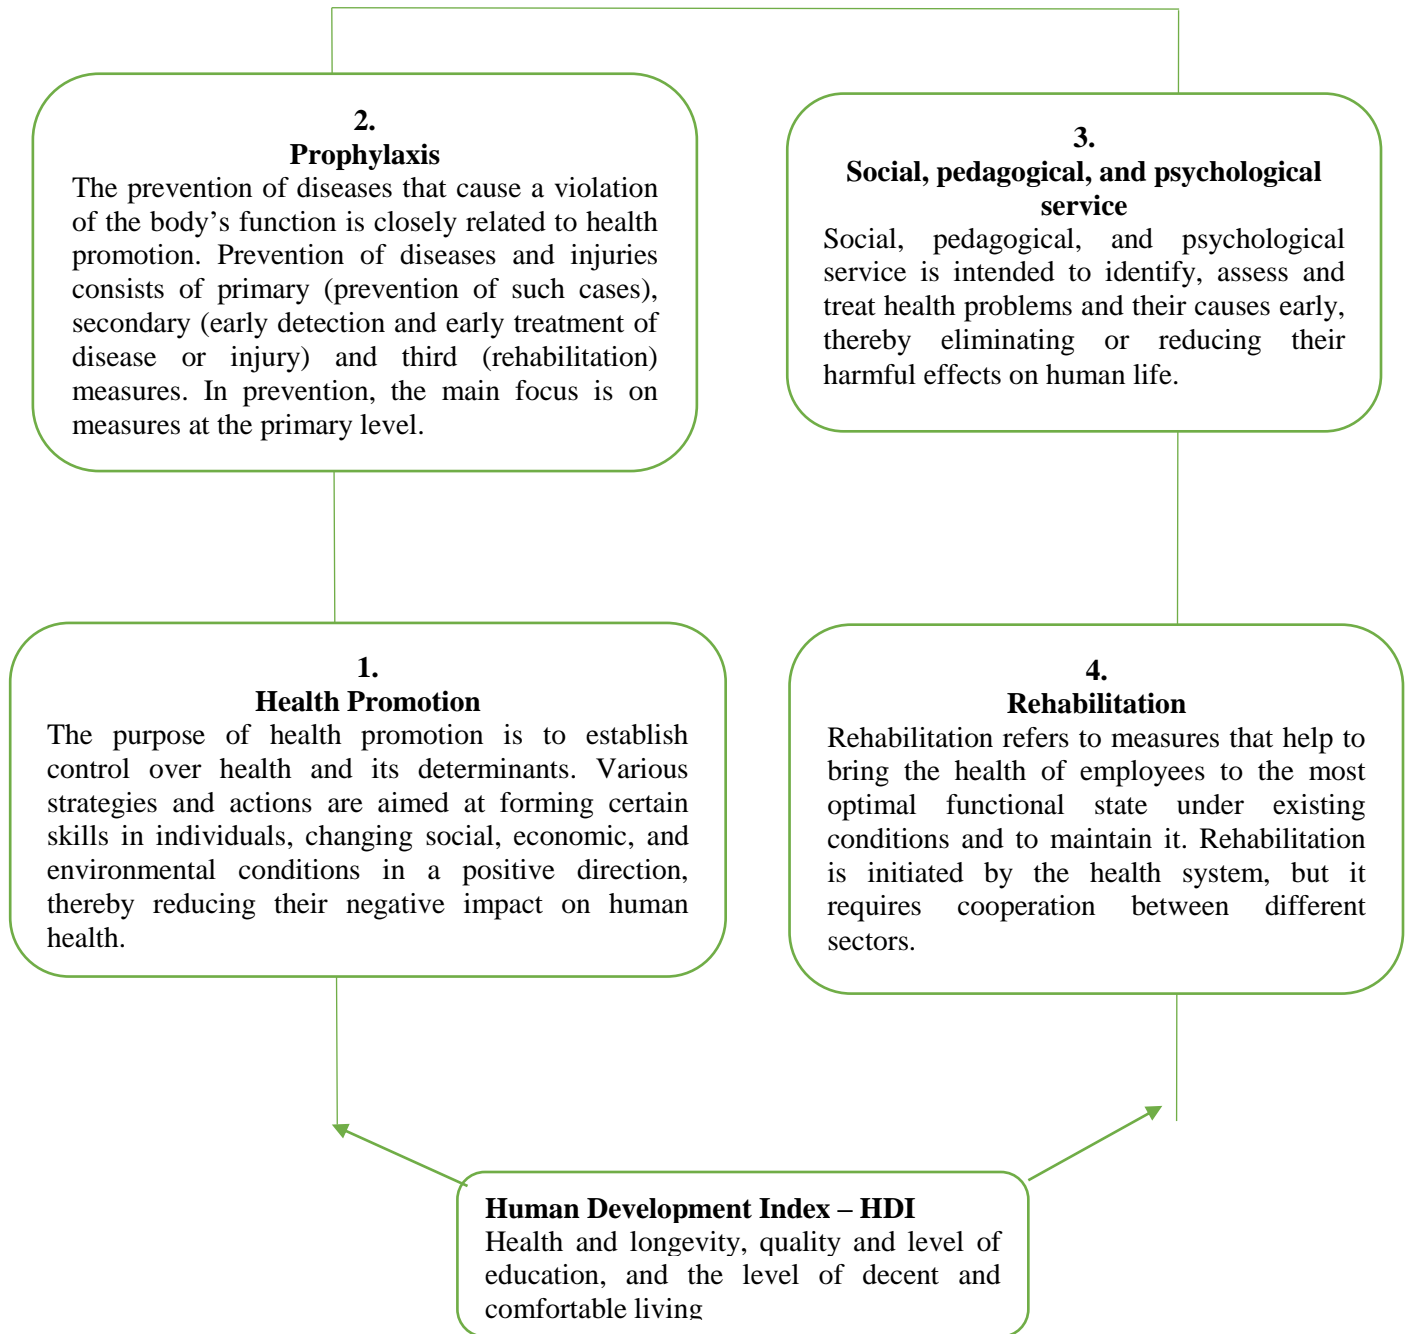 2.
Prophylaxis
The prevention of diseases that cause a violation
of the body’s function is closely related to health
promotion. Prevention of diseases and injuries
consists of primary (prevention of such cases),
secondary (early detection and early treatment of
disease or injury) and third (rehabilitation)
measures. In prevention, the main focus is on
measures at the primary level.
3.
Social, pedagogical, and psychological
service
Social, pedagogical, and psychological
service is intended to identify, assess and
treat health problems and their causes early,
thereby eliminating or reducing their
harmful effects on human life.
1.
Health Promotion
The purpose of health promotion is to establish
control over health and its determinants. Various
strategies and actions are aimed at forming certain
skills in individuals, changing social, economic, and
environmental conditions in a positive direction,
thereby reducing their negative impact on human
health.
4.
Rehabilitation
Rehabilitation refers to measures that help to
bring the health of employees to the most
optimal functional state under existing
conditions and to maintain it. Rehabilitation
is initiated by the health system, but it
requires cooperation between different
sectors.
Human Development Index – HDI
Health and longevity, quality and level of
education, and the level of decent and
comfortable living